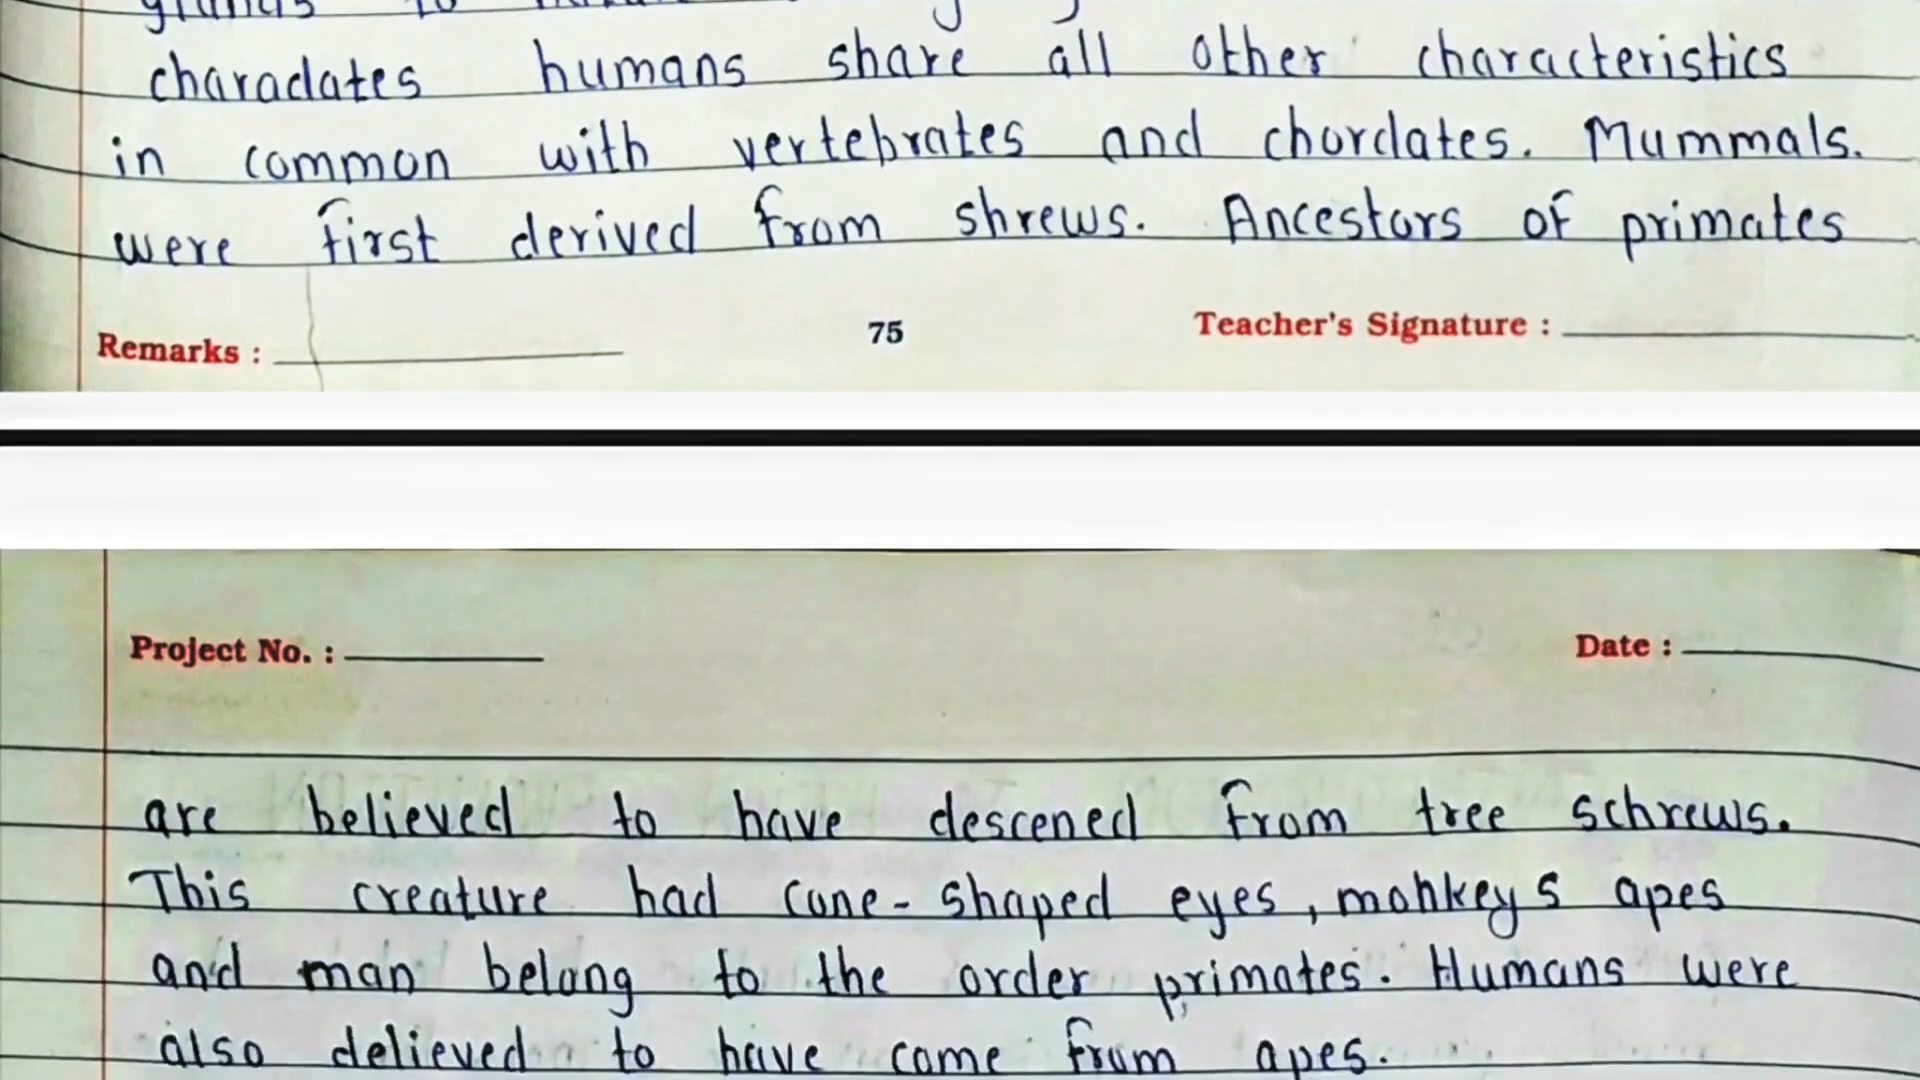 glands to
charadates humans share all other characteristics
in common with vertebrates and chordates. Mummals.
were first derived from shrews. Ancestors of primates
Remarks : 75 Teacher's Signature :
Project No. : Date :
are believed to have descened from tree schrews.
This creature had cone-shaped eyes, monkeys apes
and man belong to the order primates. Humans were
also delieved to have come from apes.